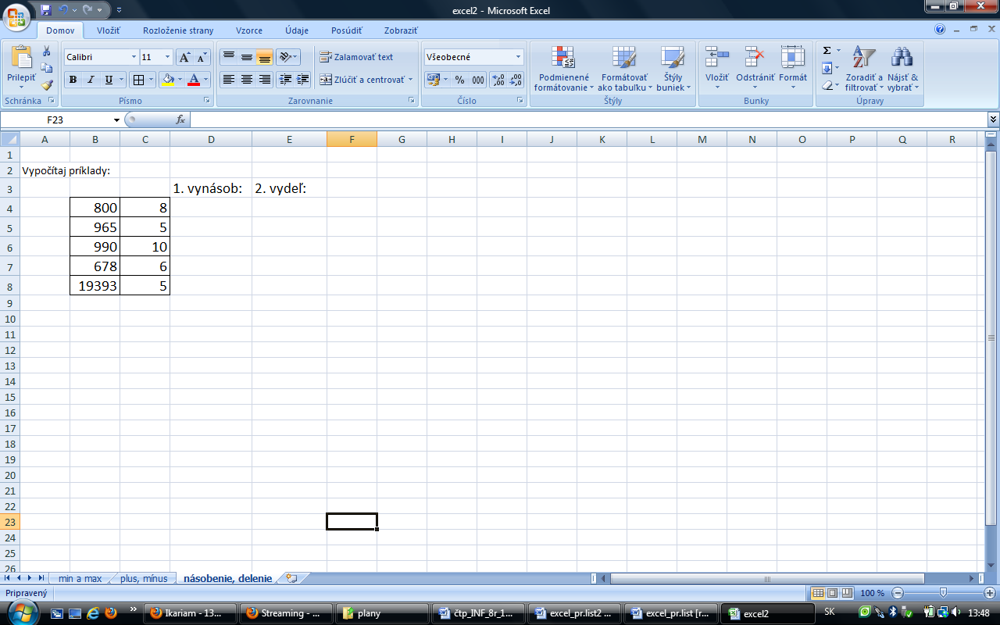 excel2 - Microsoft Excel
Domov Vložiť Rozloženie strany Vzorce Údaje Posúdiť Zobraziť
Prilepiť
Schránka
Calibri 11
B I U
Písmo
Zalamovať text
Zlúčiť a centrovať
Zarovnanie
Všeobecné
% 000
Číslo
Podmienené formátovanie
Formátovať ako tabuľku
Štýly buniek
Štýly
Vložiť Odstrániť Formát
Bunky
Σ
Zoradiť a filtrovať
Nájsť & vybrať
Úpravy
F23 fx
A B C D E F G H I J K L M N O P Q R
1
2 Vypočítaj príklady:
3 1. vynásob: 2. vydeľ:
4 800 8
5 965 5
6 990 10
7 678 6
8 19393 5
9
10
11
12
13
14
15
16
17
18
19
20
21
22
23
24
25
26
min a max plus, mínus násobenie, delenie
Pripravený 100 %
Ikariam - 13... Streaming - ... plany čtp_INF_8r_1... excel_pr.list2 ... excel_pr.list [r... excel2 SK 13:48